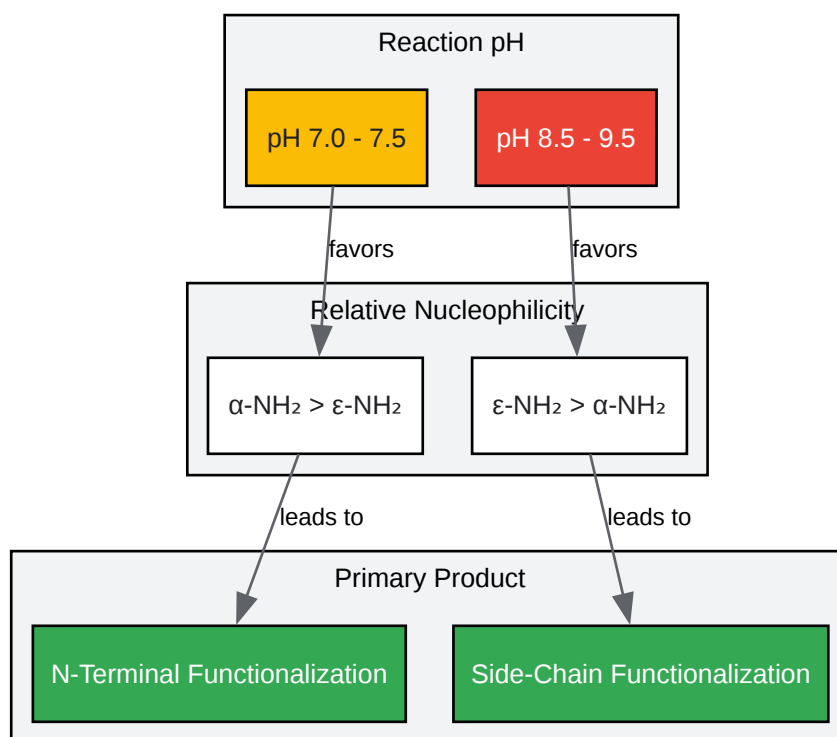 Reaction pH
pH 7.0 - 7.5
pH 8.5 - 9.5
favors
favors
Relative Nucleophilicity
α-NH₂ > ε-NH₂
ε-NH₂ > α-NH₂
leads to
leads to
Primary Product
N-Terminal Functionalization
Side-Chain Functionalization